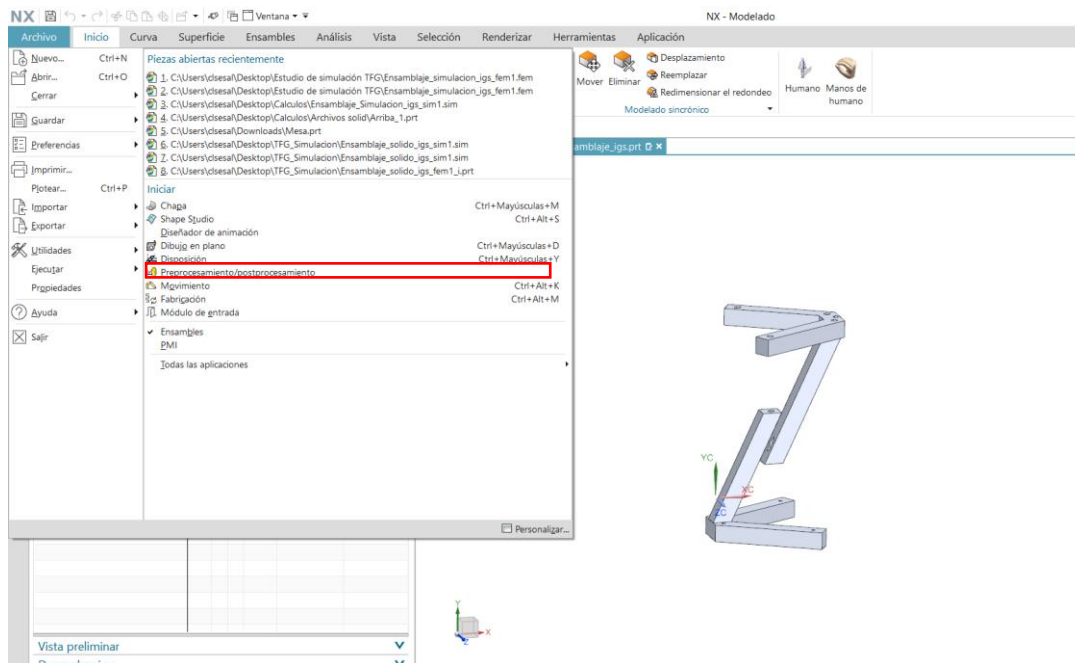 NX Ventana NX - Modelado
Archivo Inicio Curva Superficie Ensambles Análisis Vista Selección Renderizar Herramientas Aplicación
Nuevo... Ctrl+N
Abrir... Ctrl+O
Cerrar
Guardar
Preferencias
Imprimir...
Plotear... Ctrl+P
Importar
Exportar
Utilidades
Ejecutar
Propiedades
Ayuda
Salir
Piezas abiertas recientemente
1. C:\Users\clsesal\Desktop\Estudio de simulación TFG\Ensamblaje_simulacion_igs_fem1.fem
2. C:\Users\clsesal\Desktop\Estudio de simulación TFG\Ensamblaje_simulacion_igs_fem1.fem
3. C:\Users\clsesal\Desktop\Calculos\Ensamblaje_Simulacion_igs_sim1.sim
4. C:\Users\clsesal\Desktop\Calculos\Archivos solid\Arriba_1.prt
5. C:\Users\clsesal\Downloads\Mesa.prt
6. C:\Users\clsesal\Desktop\TFG_Simulacion\Ensamblaje_solido_igs_sim1.sim
7. C:\Users\clsesal\Desktop\TFG_Simulacion\Ensamblaje_solido_igs_sim1.sim
8. C:\Users\clsesal\Desktop\TFG_Simulacion\Ensamblaje_solido_igs_fem1_i.prt
Iniciar
Chapa Ctrl+Mayúsculas+M
Shape Studio Ctrl+Alt+S
Diseñador de animación
Dibujo en plano Ctrl+Mayúsculas+D
Disposición Ctrl+Mayúsculas+Y
Preprocesamiento/postprocesamiento
Movimiento Ctrl+Alt+K
Fabricación Ctrl+Alt+M
Módulo de entrada
Ensambles
PMI
Todas las aplicaciones
Personalizar...
Mover Eliminar
Desplazamiento
Reemplazar
Redimensionar el redondeo
Modelado sincrónico
Humano
Manos de
humano
amblaje_igs.prt
YC
XC
ZC
Y
X
Z
Vista preliminar